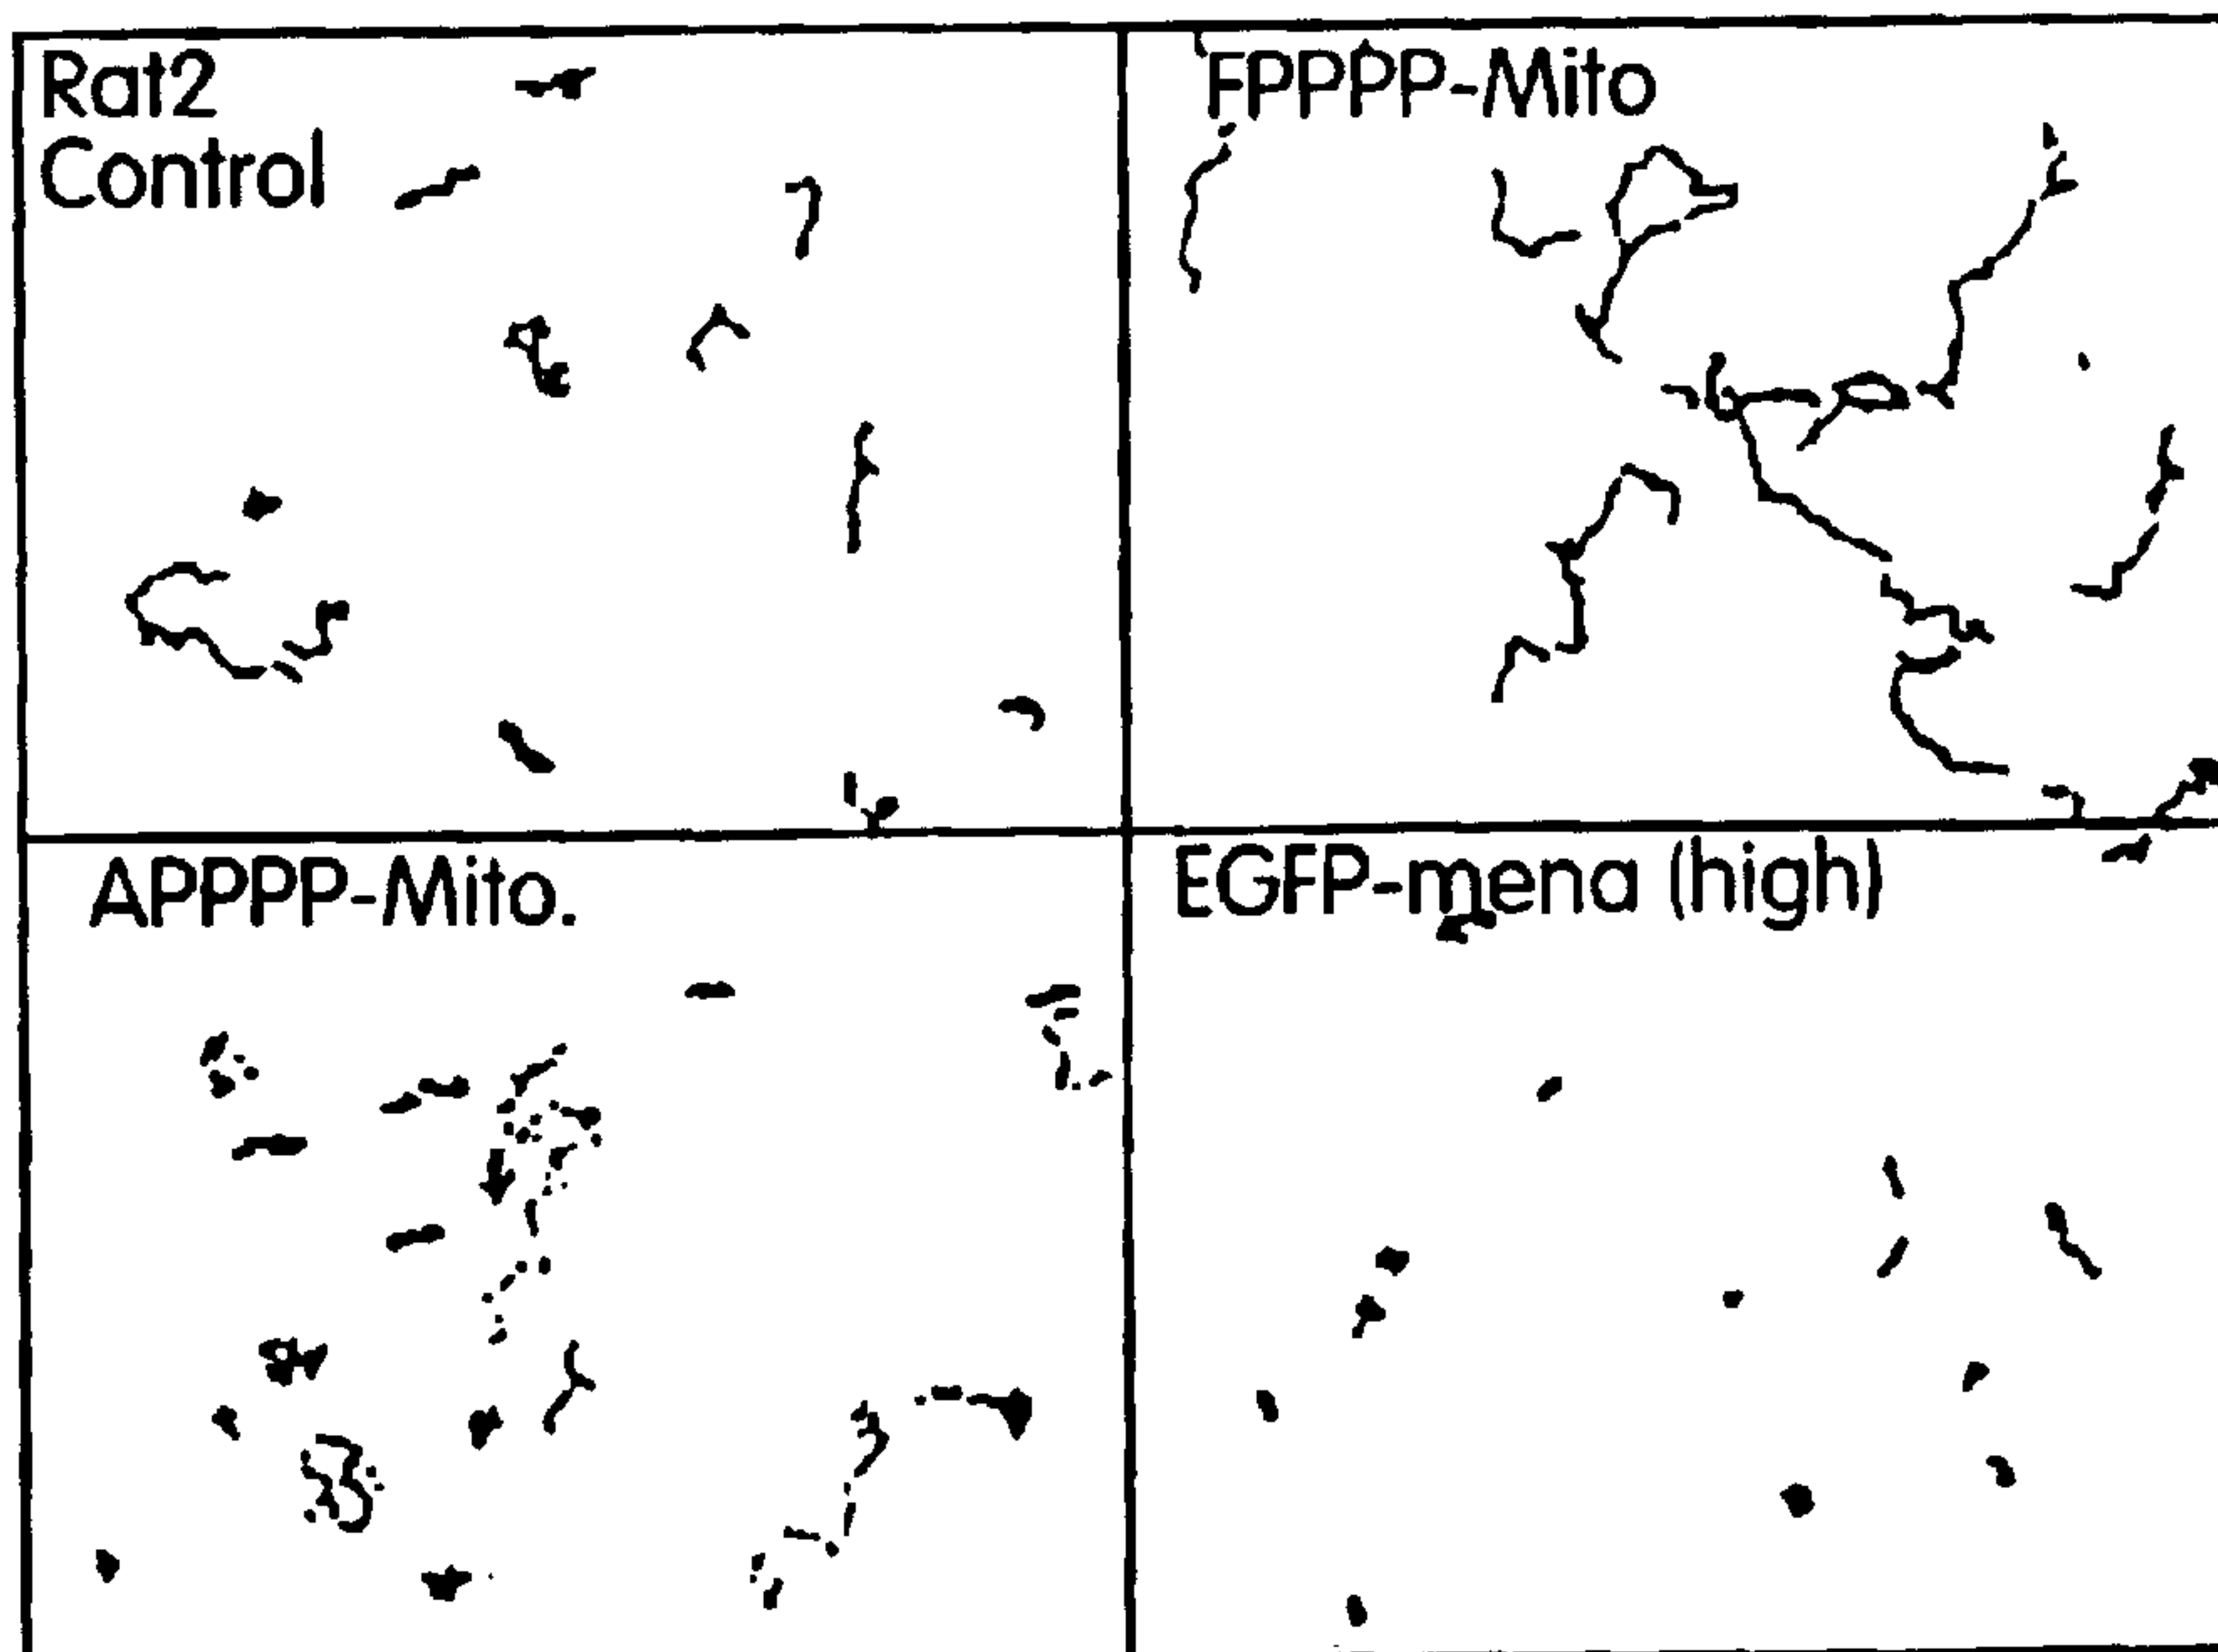 Rat2
Control
FPPPP-Mito
APPPP-Mito.
EGFP-mena (high)